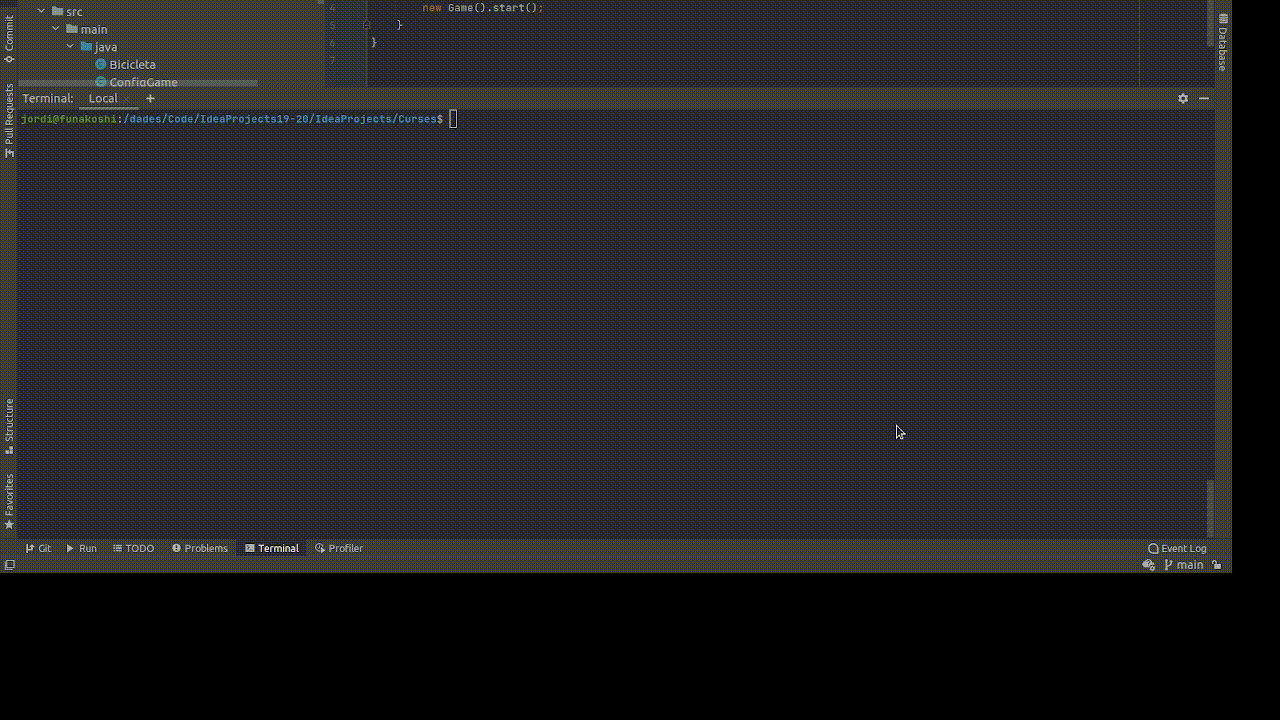 Commit
Pull Requests
Structure
Favorites
src
main
java
Bicicleta
ConfigGame
4 new Game().start();
5 }
6 }
7
Database
Terminal: Local +
jordi@funakoshi:/dades/Code/IdeaProjects19-20/IdeaProjects/Curses$
Git Run TODO Problems Terminal Profiler Event Log
main